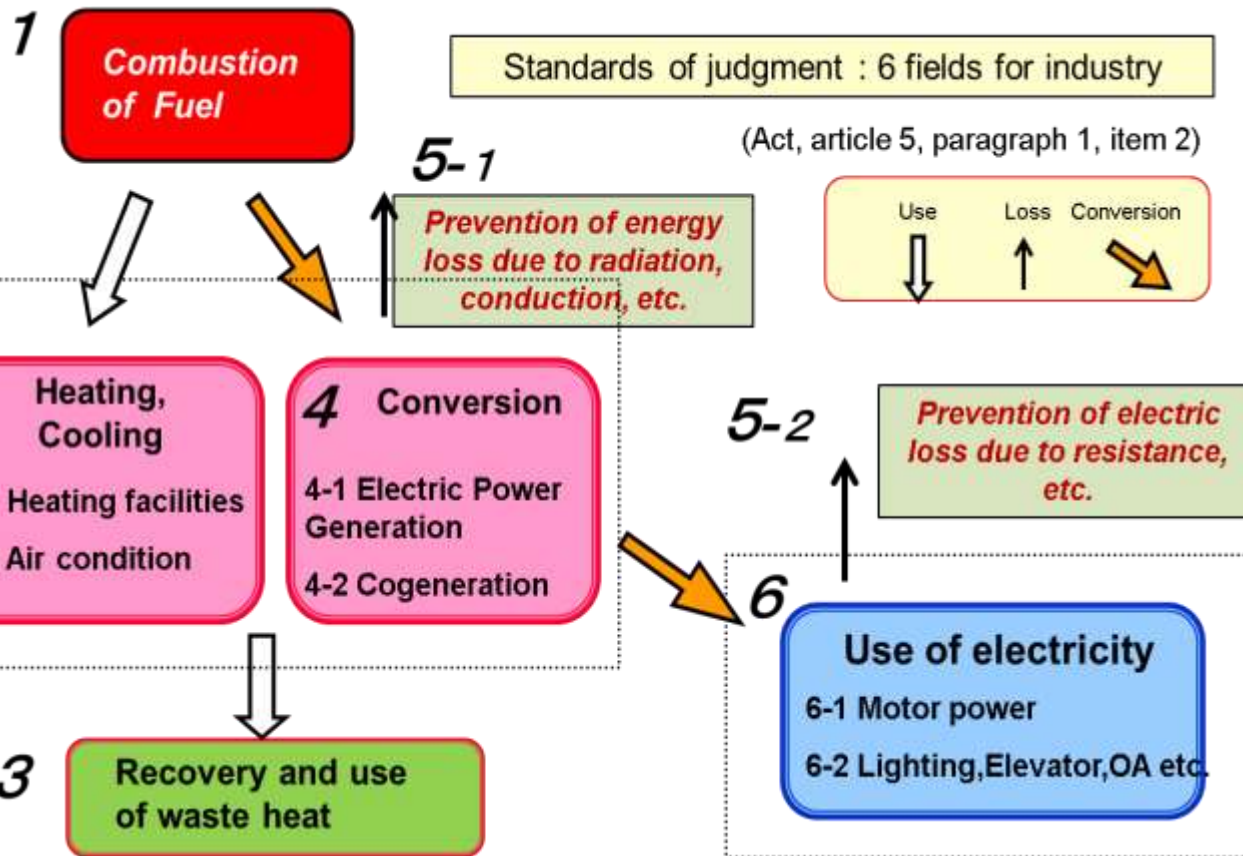 1
Combustion
of Fuel
Standards of judgment : 6 fields for industry
(Act, article 5, paragraph 1, item 2)
5-1
Prevention of energy
loss due to radiation,
conduction, etc.
Use
Loss
Conversion
Heating,
Cooling
Heating facilities
Air condition
4 Conversion
4-1 Electric Power
Generation
4-2 Cogeneration
5-2
Prevention of electric
loss due to resistance,
etc.
6
Use of electricity
6-1 Motor power
6-2 Lighting,Elevator,OA etc.
3
Recovery and use
of waste heat